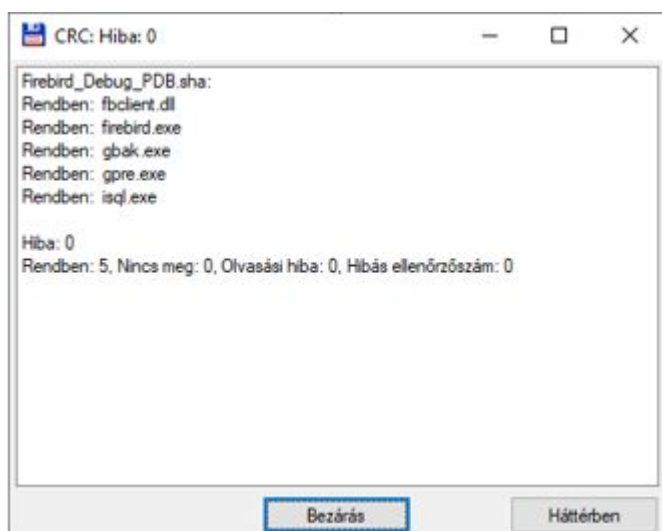 CRC: Hiba: 0
Firebird_Debug_PDB.sha:
Rendben: fbclient.dll
Rendben: firebird.exe
Rendben: gbak.exe
Rendben: gpre.exe
Rendben: isql.exe
Hiba: 0
Rendben: 5, Nincs meg: 0, Olvasási hiba: 0, Hibás ellenőrzőszám: 0
Bezárás
Háttérben